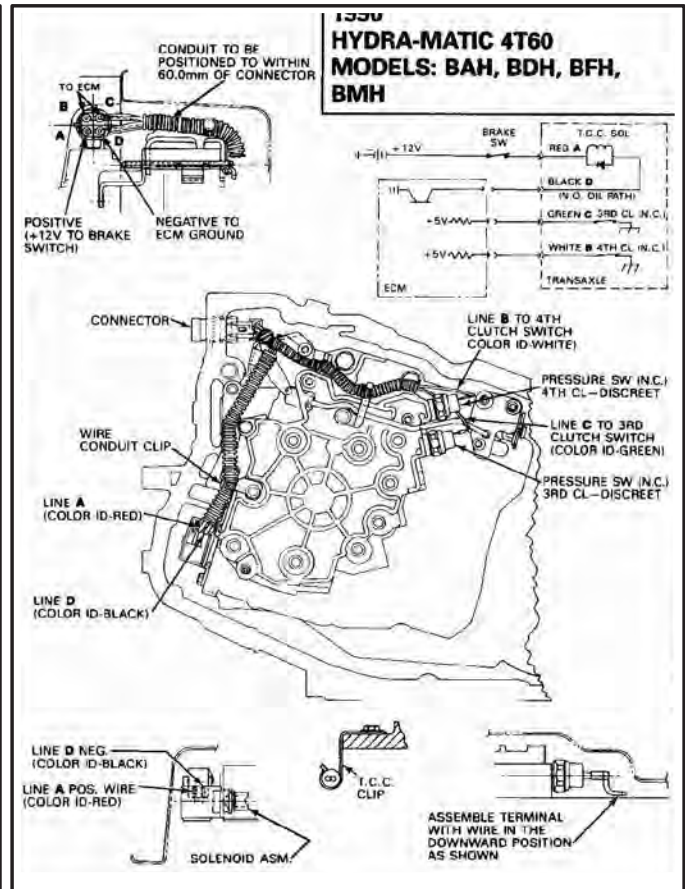 1990
HYDRA-MATIC 4T60
MODELS: BAH, BDH, BFH,
BMH
CONDUIT TO BE
POSITIONED TO WITHIN
60.0mm OF CONNECTOR
TO ECM
B
C
A
D
POSITIVE
(+12V TO BRAKE
SWITCH)
NEGATIVE TO
ECM GROUND
+12V
BRAKE
SW
T.C.C. SOL
RED A
BLACK D
(N.O. OIL PATH)
+5V
GREEN C 3RD CL (N.C.)
+5V
WHITE B 4TH CL (N.C.)
ECM
TRANSAXLE
CONNECTOR
LINE B TO 4TH
CLUTCH SWITCH
COLOR ID-WHITE)
PRESSURE SW (N.C.)
4TH CL-DISCREET
LINE C TO 3RD
CLUTCH SWITCH
(COLOR ID-GREEN)
PRESSURE SW (N.C.)
3RD CL-DISCREET
WIRE
CONDUIT CLIP
LINE A
(COLOR ID-RED)
LINE D
(COLOR ID-BLACK)
LINE D NEG.
(COLOR ID-BLACK)
LINE A POS. WIRE
(COLOR ID-RED)
SOLENOID ASM.
T.C.C.
CLIP
ASSEMBLE TERMINAL
WITH WIRE IN THE
DOWNWARD POSITION
AS SHOWN